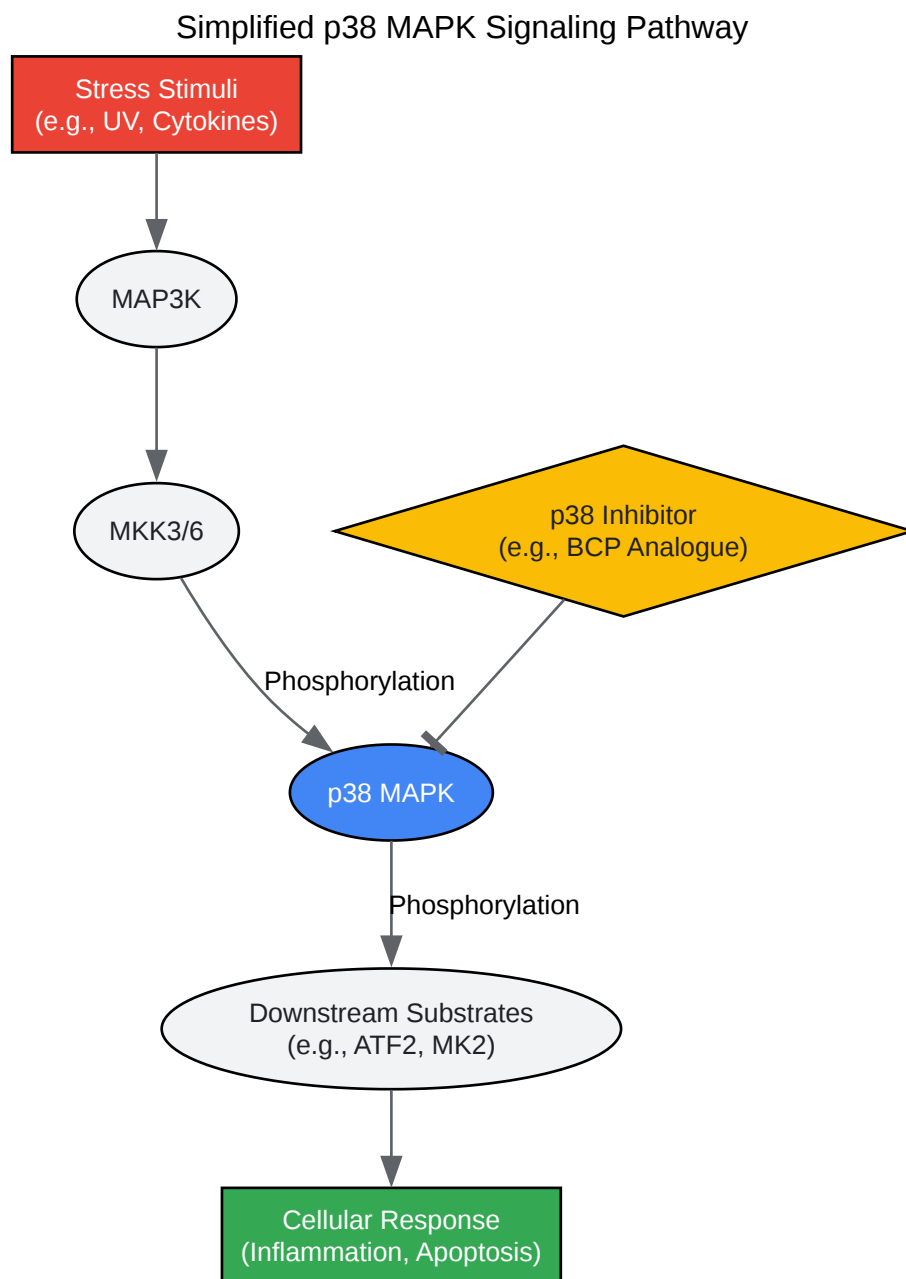 Simplified p38 MAPK Signaling Pathway
Stress Stimuli
(e.g., UV, Cytokines)
MAP3K
MKK3/6
p38 Inhibitor
(e.g., BCP Analogue)
Phosphorylation
p38 MAPK
Phosphorylation
Downstream Substrates
(e.g., ATF2, MK2)
Cellular Response
(Inflammation, Apoptosis)